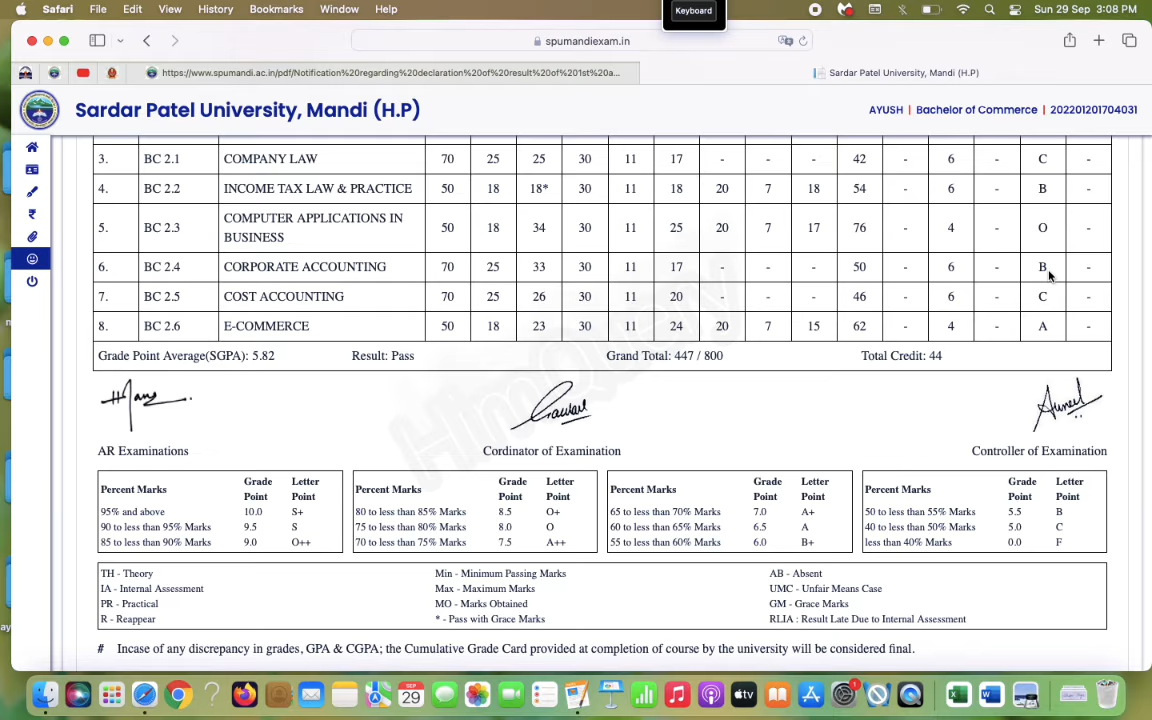 Safari File Edit View History Bookmarks Window Help Sun 29 Sep 3:08 PM
Keyboard
spumandiexam.in
https://www.spumandi.ac.in/pdf/Notification%20regarding%20declaration%20of%20result%20of%201st%20a... Sardar Patel University, Mandi (H.P)
Sardar Patel University, Mandi (H.P) AYUSH | Bachelor of Commerce | 202201201704031
3. BC 2.1 COMPANY LAW 70 25 25 30 11 17 - - - 42 - 6 - C -
4. BC 2.2 INCOME TAX LAW & PRACTICE 50 18 18* 30 11 18 20 7 18 54 - 6 - B -
5. BC 2.3 COMPUTER APPLICATIONS IN BUSINESS 50 18 34 30 11 25 20 7 17 76 - 4 - O -
6. BC 2.4 CORPORATE ACCOUNTING 70 25 33 30 11 17 - - - 50 - 6 - B -
7. BC 2.5 COST ACCOUNTING 70 25 26 30 11 20 - - - 46 - 6 - C -
8. BC 2.6 E-COMMERCE 50 18 23 30 11 24 20 7 15 62 - 4 - A -
Grade Point Average(SGPA): 5.82 Result: Pass Grand Total: 447 / 800 Total Credit: 44
HimQuery
AR Examinations Cordinator of Examination Controller of Examination
Percent Marks Grade Point Letter Point Percent Marks Grade Point Letter Point Percent Marks Grade Point Letter Point Percent Marks Grade Point Letter Point
95% and above 10.0 S+ 80 to less than 85% Marks 8.5 O+ 65 to less than 70% Marks 7.0 A+ 50 to less than 55% Marks 5.5 B
90 to less than 95% Marks 9.5 S 75 to less than 80% Marks 8.0 O 60 to less than 65% Marks 6.5 A 40 to less than 50% Marks 5.0 C
85 to less than 90% Marks 9.0 O++ 70 to less than 75% Marks 7.5 A++ 55 to less than 60% Marks 6.0 B+ less than 40% Marks 0.0 F
TH - Theory Min - Minimum Passing Marks AB - Absent
IA - Internal Assessment Max - Maximum Marks UMC - Unfair Means Case
PR - Practical MO - Marks Obtained GM - Grace Marks
R - Reappear * - Pass with Grace Marks RLIA : Result Late Due to Internal Assessment
# Incase of any discrepancy in grades, GPA & CGPA; the Cumulative Grade Card provided at completion of course by the university will be considered final.
SEP
29
tv